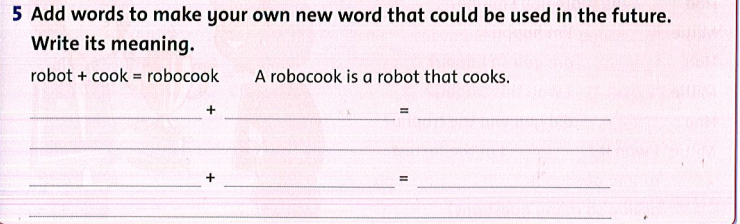 5 Add words to make your own new word that could be used in the future.
Write its meaning.
robot + cook = robocook A robocook is a robot that cooks.
+ =
+ =